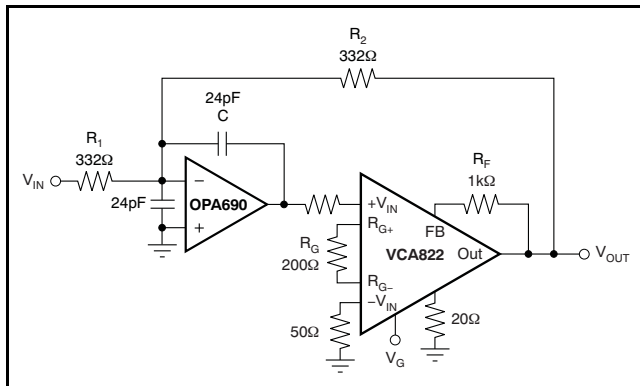 R2
332Ω
24pF
C
R1
332Ω
VIN
24pF
−
+
OPA690
RF
1kΩ
+VIN
RG+
FB
RG
200Ω
VCA822
Out
VOUT
RG−
−VIN
50Ω
20Ω
VG